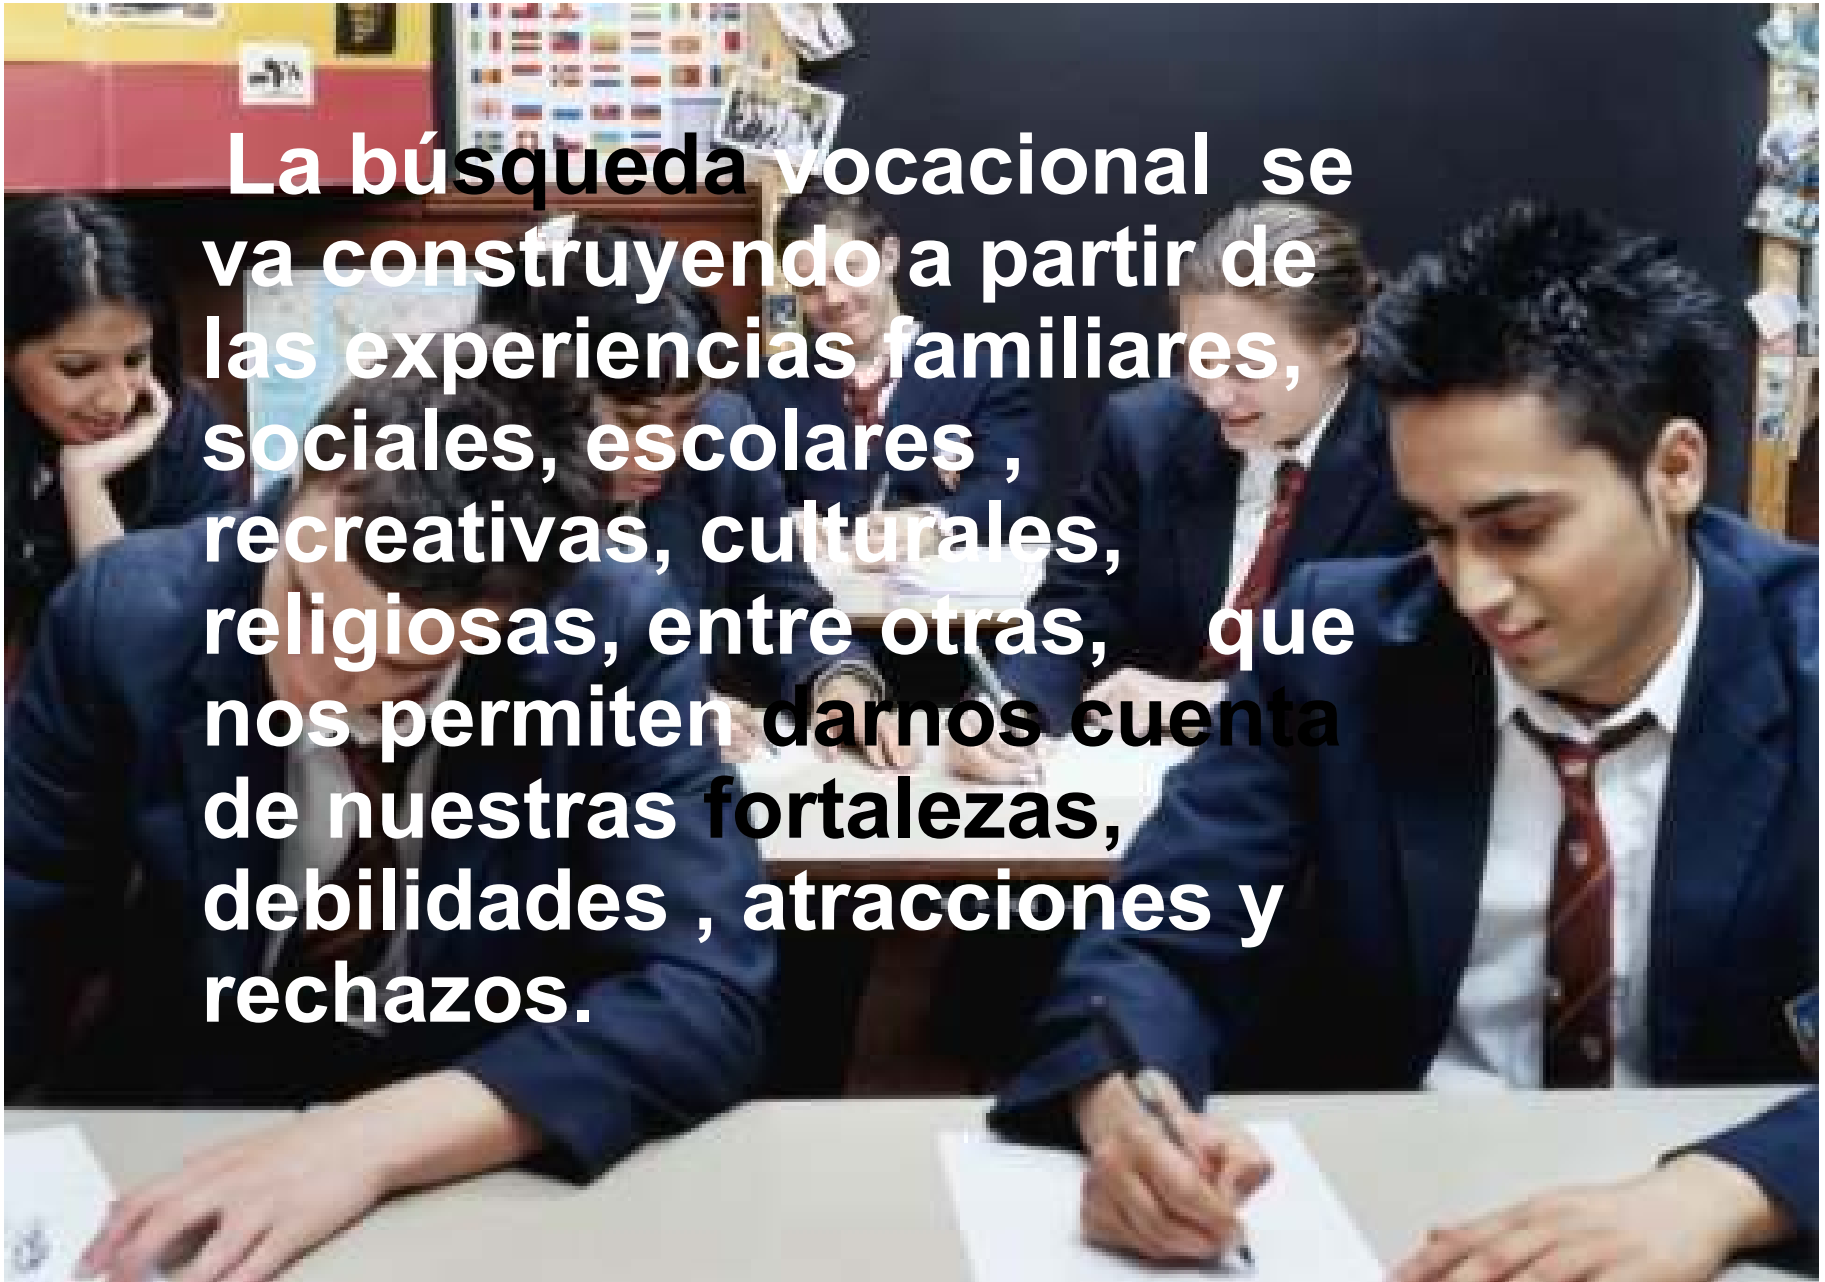 La búsqueda vocacional  se
va construyendo a partir de
las experiencias familiares,
sociales, escolares ,
recreativas, culturales,
religiosas, entre otras,    que
nos permiten darnos cuenta
de nuestras fortalezas,
debilidades , atracciones y
rechazos.